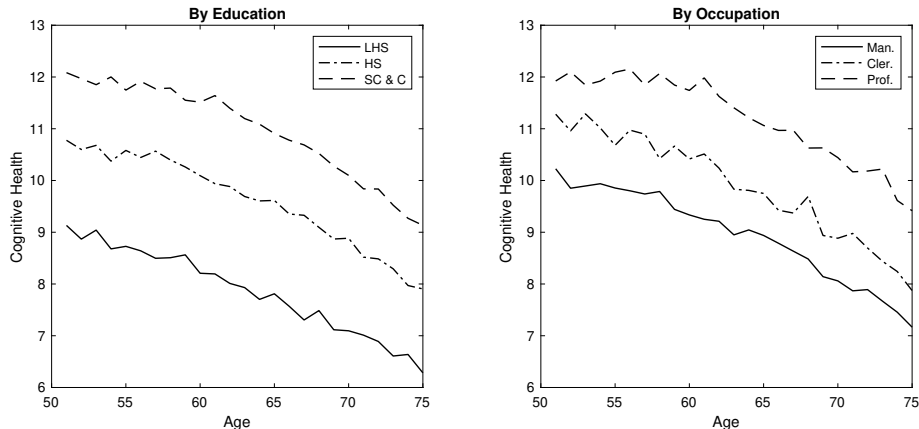 By Education
13
12
11
10
9
8
7
6
Cognitive Health
50
55
60
65
70
75
Age
LHS
HS
SC & C
By Occupation
13
12
11
10
9
8
7
6
Cognitive Health
50
55
60
65
70
75
Age
Man.
Cler.
Prof.